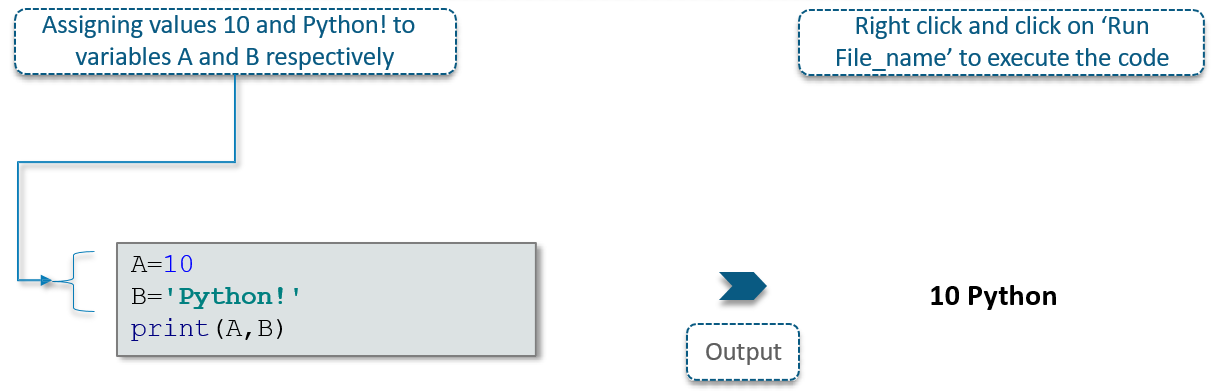 Assigning values 10 and Python! to
variables A and B respectively
Right click and click on ‘Run
File_name’ to execute the code
A=10
B='Python!'
print(A,B)
Output
10 Python